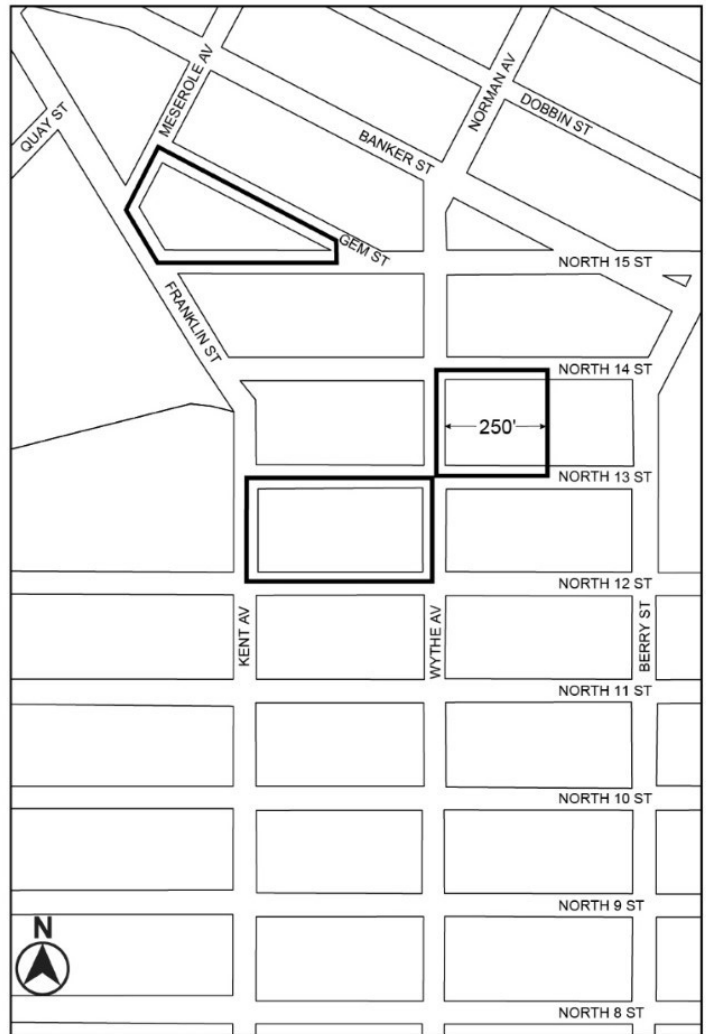 MESEROLE AV
NORMAN AV
DOBBIN ST
QUAY ST
BANKER ST
GEM ST
NORTH 15 ST
FRANKLIN ST
NORTH 14 ST
250'
NORTH 13 ST
NORTH 12 ST
KENT AV
WYTHE AV
BERRY ST
NORTH 11 ST
NORTH 10 ST
NORTH 9 ST
N
NORTH 8 ST